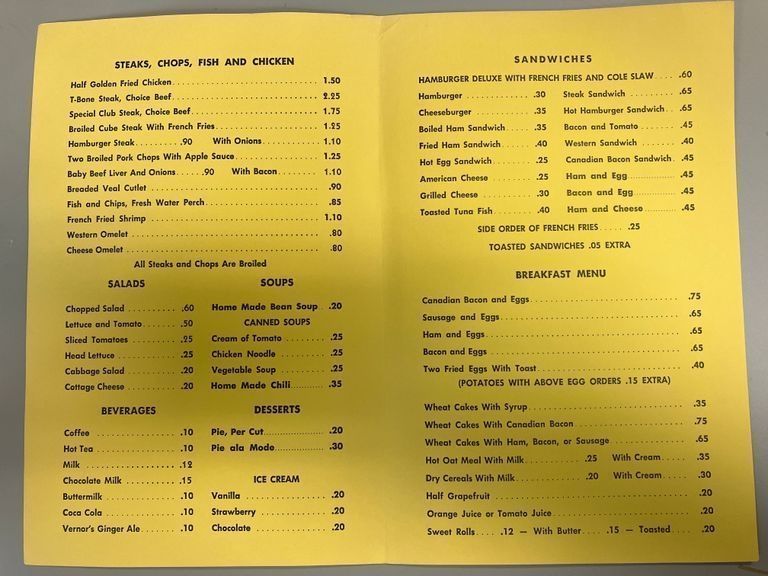 STEAKS, CHOPS, FISH AND CHICKEN
Half Golden Fried Chicken 1.50
T-Bone Steak, Choice Beef 2.25
Special Club Steak, Choice Beef 1.75
Broiled Cube Steak With French Fries 1.25
Hamburger Steak .90 With Onions 1.10
Two Broiled Pork Chops With Apple Sauce 1.25
Baby Beef Liver And Onions .90 With Bacon 1.10
Breaded Veal Cutlet .90
Fish and Chips, Fresh Water Perch .85
French Fried Shrimp 1.10
Western Omelet .80
Cheese Omelet .80
All Steaks and Chops Are Broiled
SALADS
Chopped Salad .60
Lettuce and Tomato .50
Sliced Tomatoes .25
Head Lettuce .25
Cabbage Salad .20
Cottage Cheese .20
SOUPS
Home Made Bean Soup .20
CANNED SOUPS
Cream of Tomato .25
Chicken Noodle .25
Vegetable Soup .25
Home Made Chili .35
BEVERAGES
Coffee .10
Hot Tea .10
Milk .12
Chocolate Milk .15
Buttermilk .10
Coca Cola .10
Vernor's Ginger Ale .10
DESSERTS
Pie, Per Cut .20
Pie ala Mode .30
ICE CREAM
Vanilla .20
Strawberry .20
Chocolate .20
SANDWICHES
HAMBURGER DELUXE WITH FRENCH FRIES AND COLE SLAW .60
Hamburger .30 Steak Sandwich .65
Cheeseburger .35 Hot Hamburger Sandwich .65
Boiled Ham Sandwich .35 Bacon and Tomato .45
Fried Ham Sandwich .40 Western Sandwich .40
Hot Egg Sandwich .25 Canadian Bacon Sandwich .45
American Cheese .25 Ham and Egg .45
Grilled Cheese .30 Bacon and Egg .45
Toasted Tuna Fish .40 Ham and Cheese .45
SIDE ORDER OF FRENCH FRIES .25
TOASTED SANDWICHES .05 EXTRA
BREAKFAST MENU
Canadian Bacon and Eggs .75
Sausage and Eggs .65
Ham and Eggs .65
Bacon and Eggs .65
Two Fried Eggs With Toast .40
(POTATOES WITH ABOVE EGG ORDERS .15 EXTRA)
Wheat Cakes With Syrup .35
Wheat Cakes With Canadian Bacon .75
Wheat Cakes With Ham, Bacon, or Sausage .65
Hot Oat Meal With Milk .25 With Cream .35
Dry Cereals With Milk .20 With Cream .30
Half Grapefruit .20
Orange Juice or Tomato Juice .20
Sweet Rolls .12 — With Butter .15 — Toasted .20